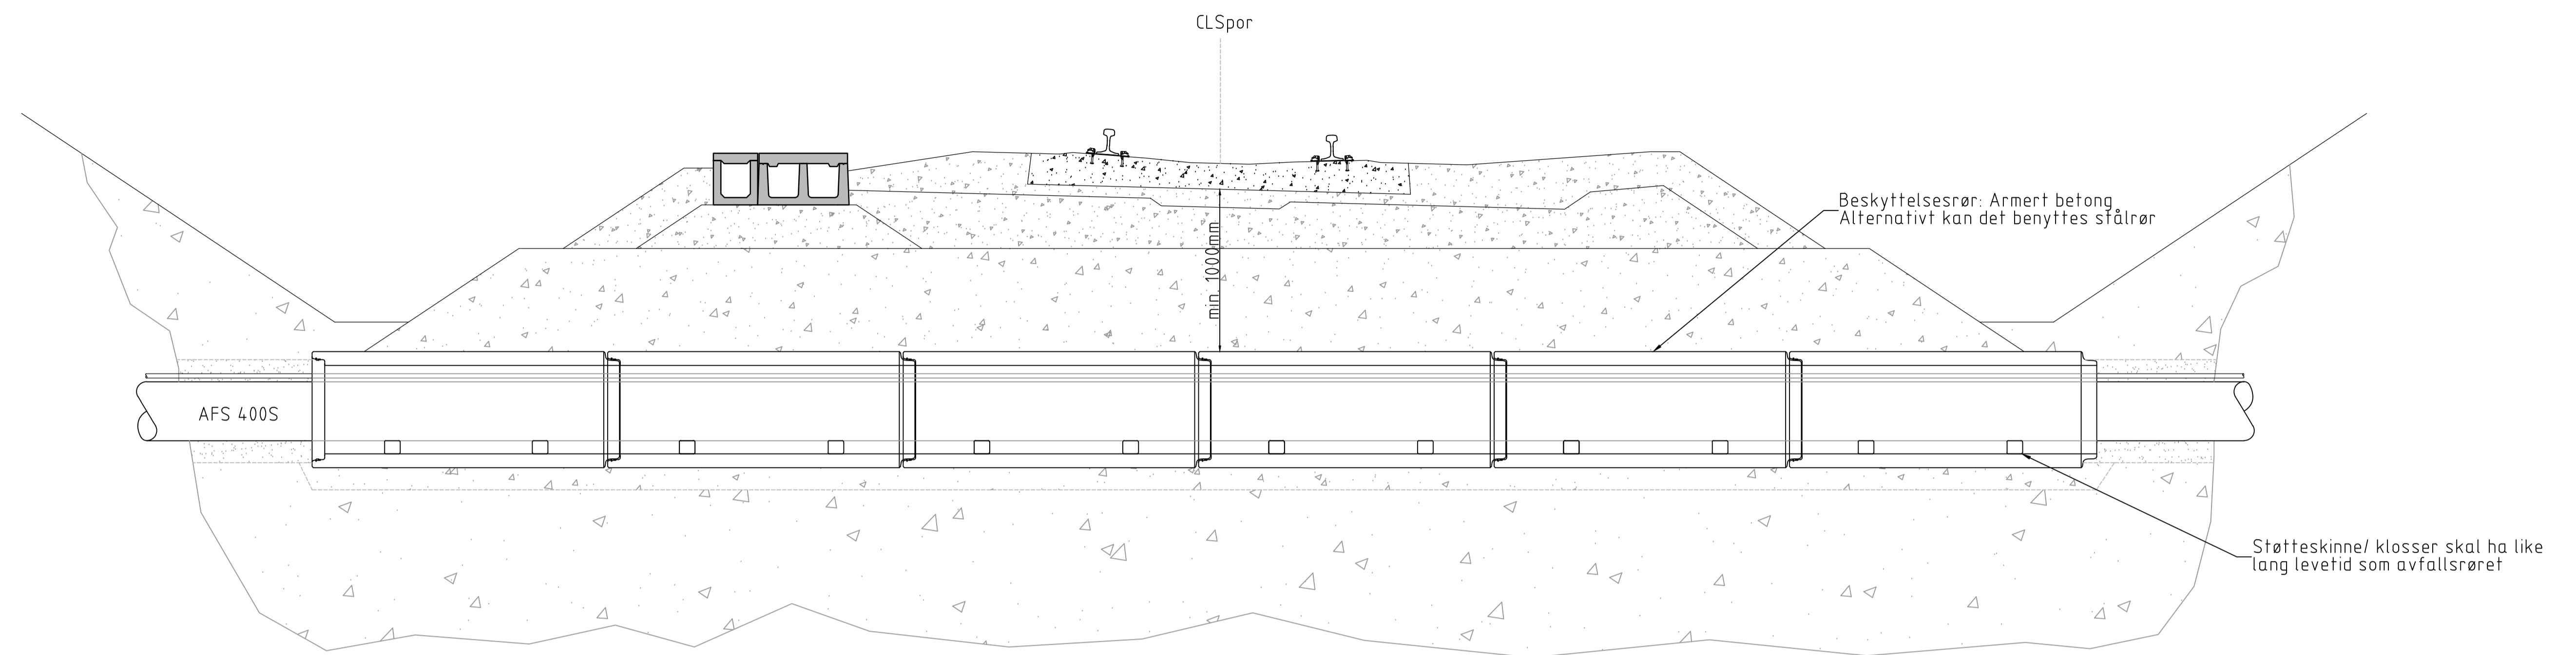 CLSpor
Beskyttelsesrør: Armert betong
Alternativt kan det benyttes stålrør
min 1000mm
AFS 400S
Støtteskinne/ klosser skal ha like
lang levetid som avfallsrøret